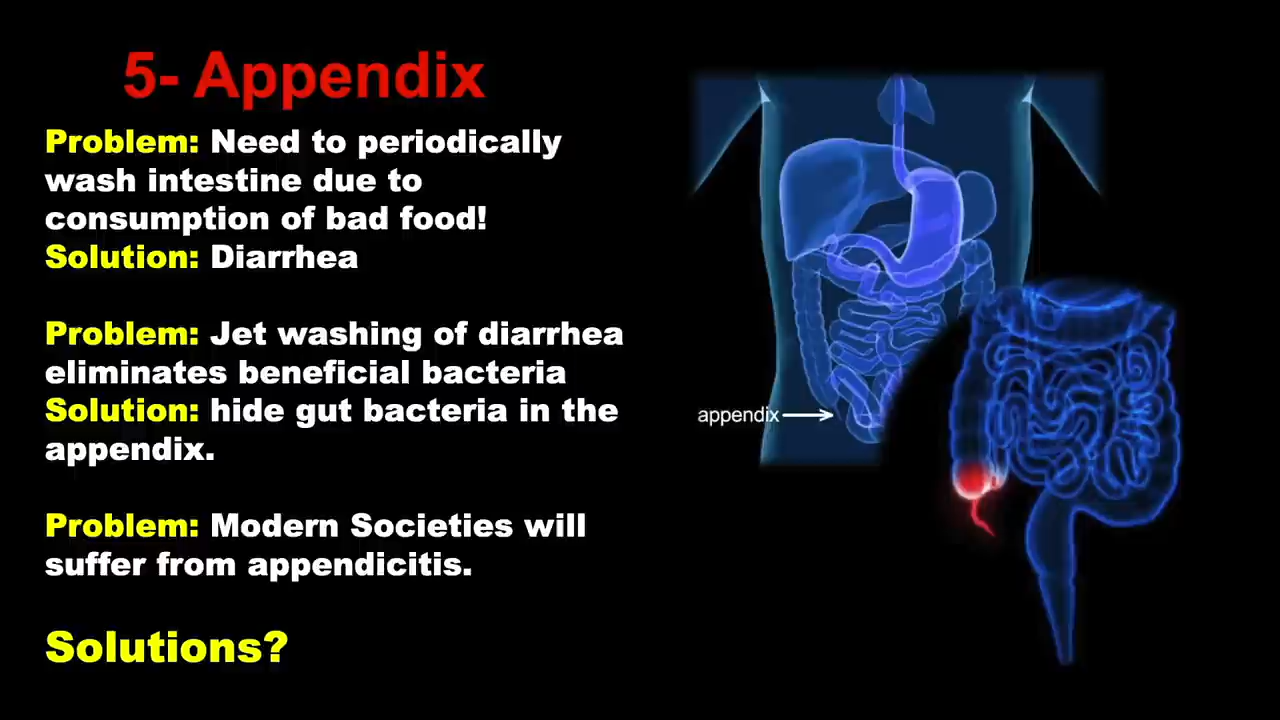 5- Appendix
Problem: Need to periodically
wash intestine due to
consumption of bad food!
Solution: Diarrhea
Problem: Jet washing of diarrhea
eliminates beneficial bacteria
Solution: hide gut bacteria in the
appendix.
Problem: Modern Societies will
suffer from appendicitis.
Solutions?
appendix